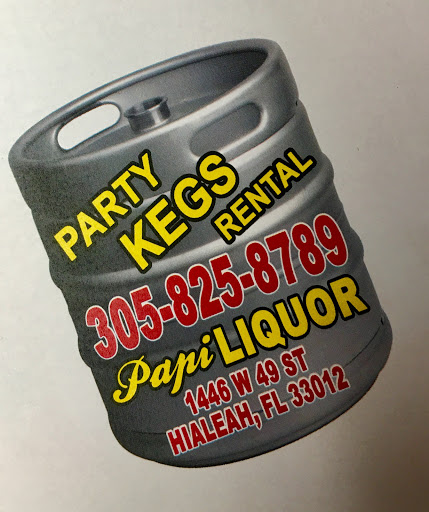 PARTY
KEGS
RENTAL
305-825-8789
Papi LIQUOR
1446 W 49 ST
HIALEAH, FL 33012